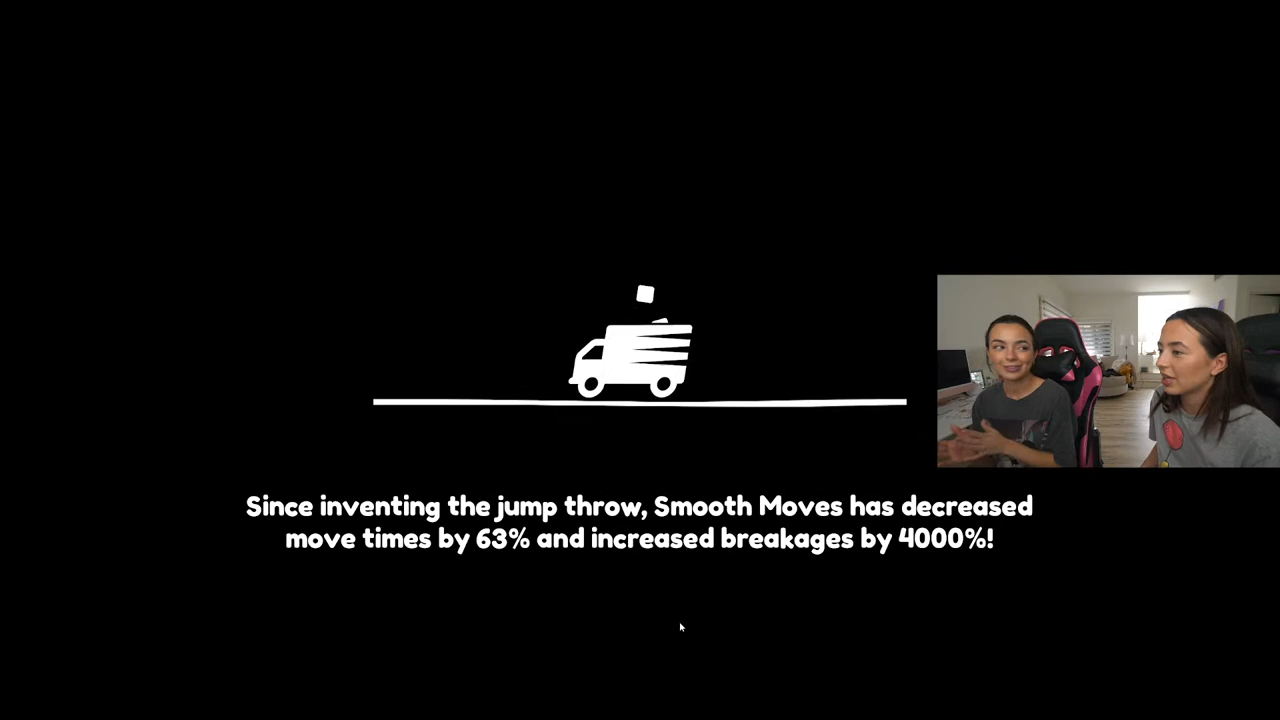 Since inventing the jump throw, Smooth Moves has decreased
move times by 63% and increased breakages by 4000%!